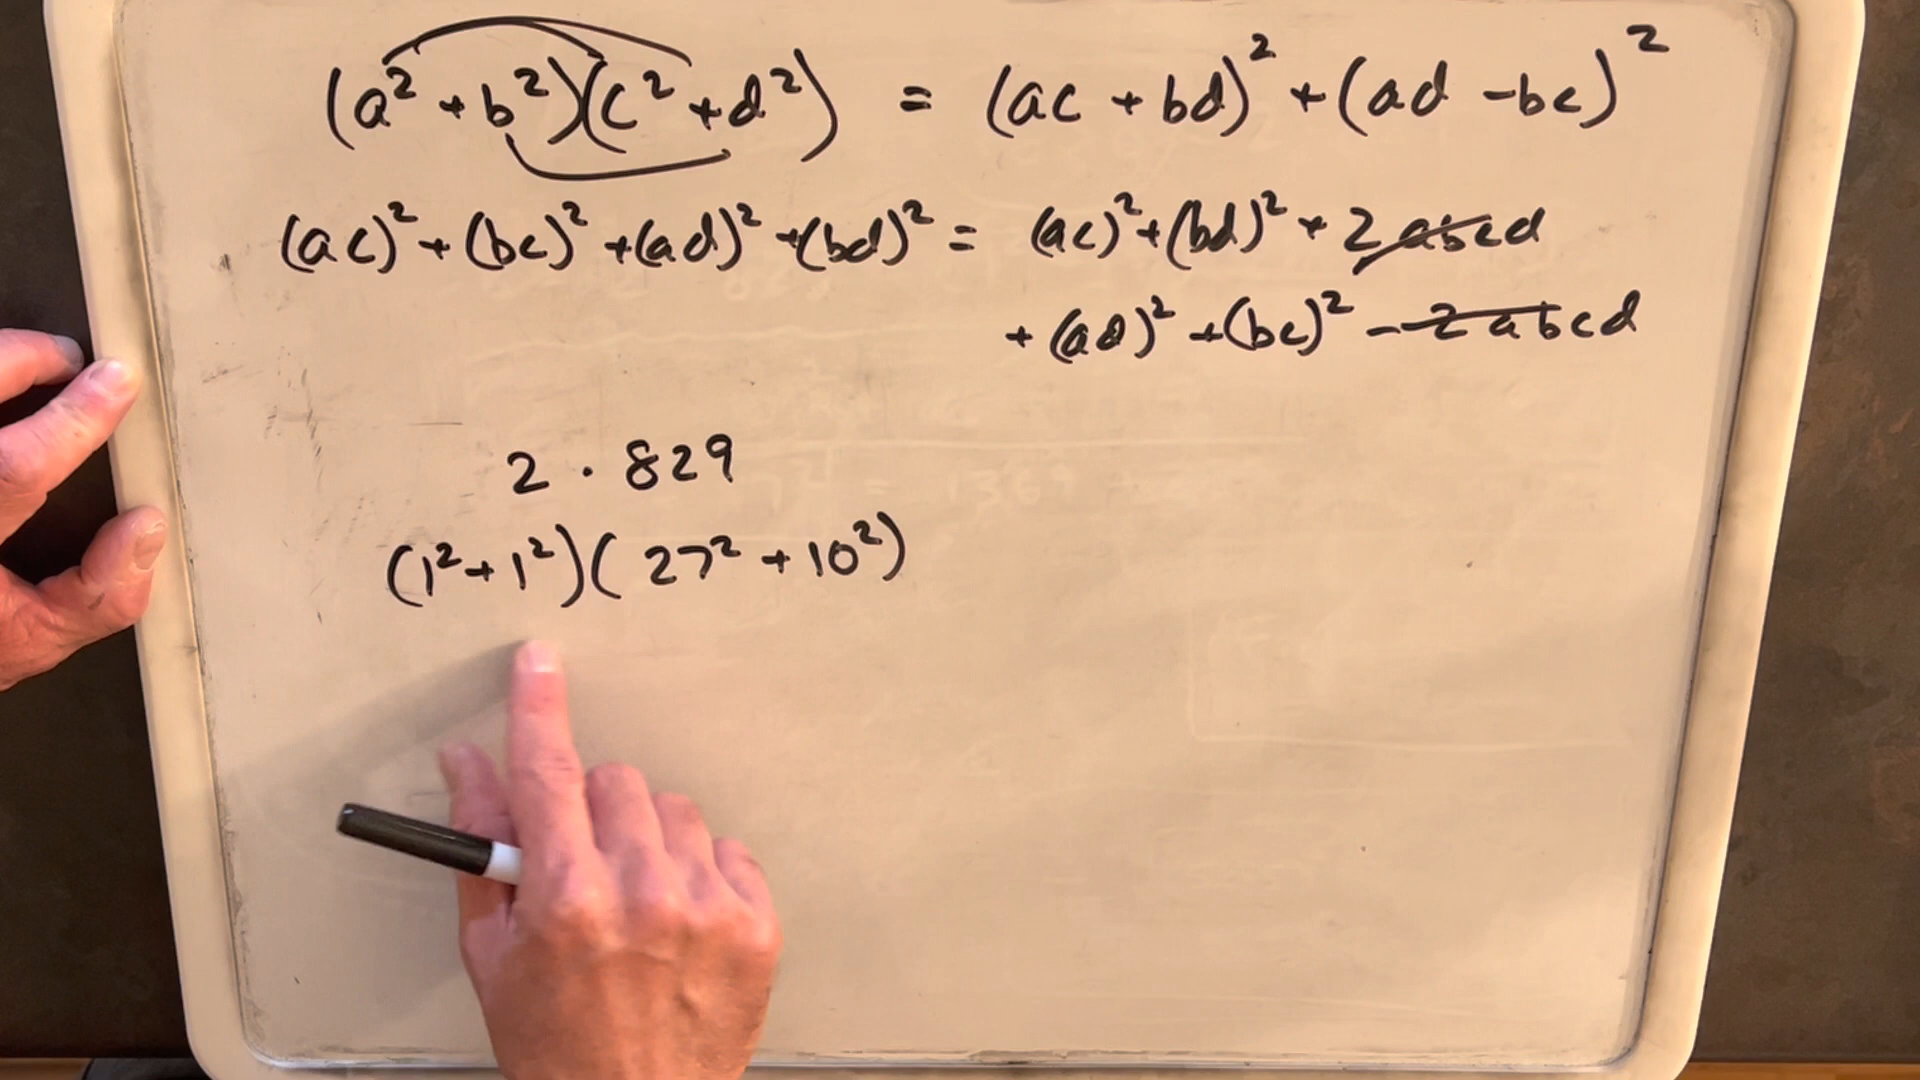 (a² + b²)(c² + d²) = (ac + bd)² + (ad - bc)²
(ac)² + (bc)² + (ad)² + (bd)² = (ac)² + (bd)² + 2abcd
+ (ad)² + (bc)² - 2abcd
2 · 829
(1² + 1²)(27² + 10²)